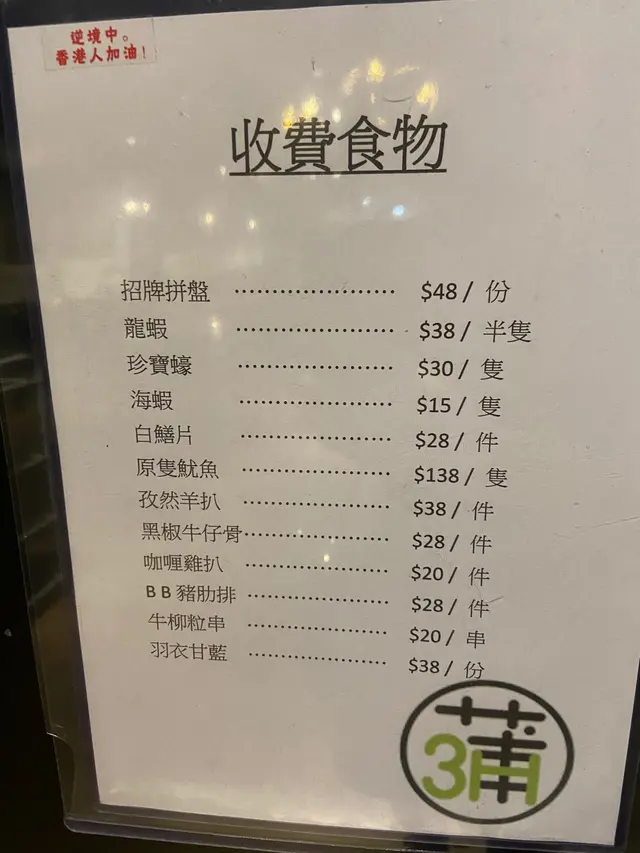 逆境中。
香港人加油!
收費食物
招牌拼盤 ..................... $48 / 份
龍蝦 ..................... $38 / 半隻
珍寶蠔 ..................... $30 / 隻
海蝦 ..................... $15 / 隻
白鱔片 ..................... $28 / 件
原隻魷魚 ..................... $138 / 隻
孜然羊扒 ..................... $38 / 件
黑椒牛仔骨 ..................... $28 / 件
咖喱雞扒 ..................... $20 / 件
BB豬肋排 ..................... $28 / 件
牛柳粒串 ..................... $20 / 串
羽衣甘藍 ..................... $38 / 份